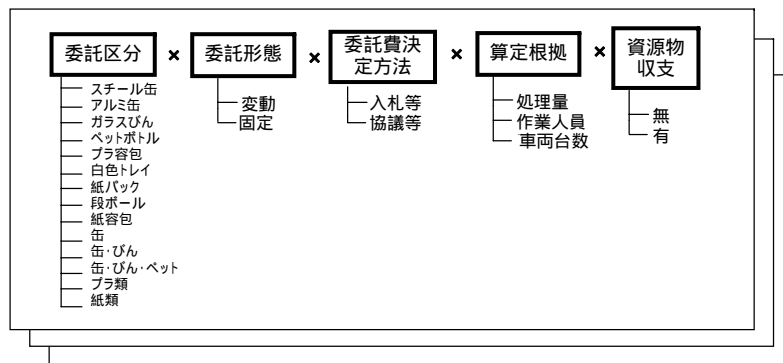 委託区分 × 委託形態 × 委託費決定方法 × 算定根拠 × 資源物収支
スチール缶
アルミ缶
ガラスびん
ペットボトル
プラ容包
白色トレイ
紙パック
段ボール
紙容包
缶
缶・びん
缶・びん・ペット
プラ類
紙類
変動
固定
入札等
協議等
処理量
作業人員
車両台数
無
有